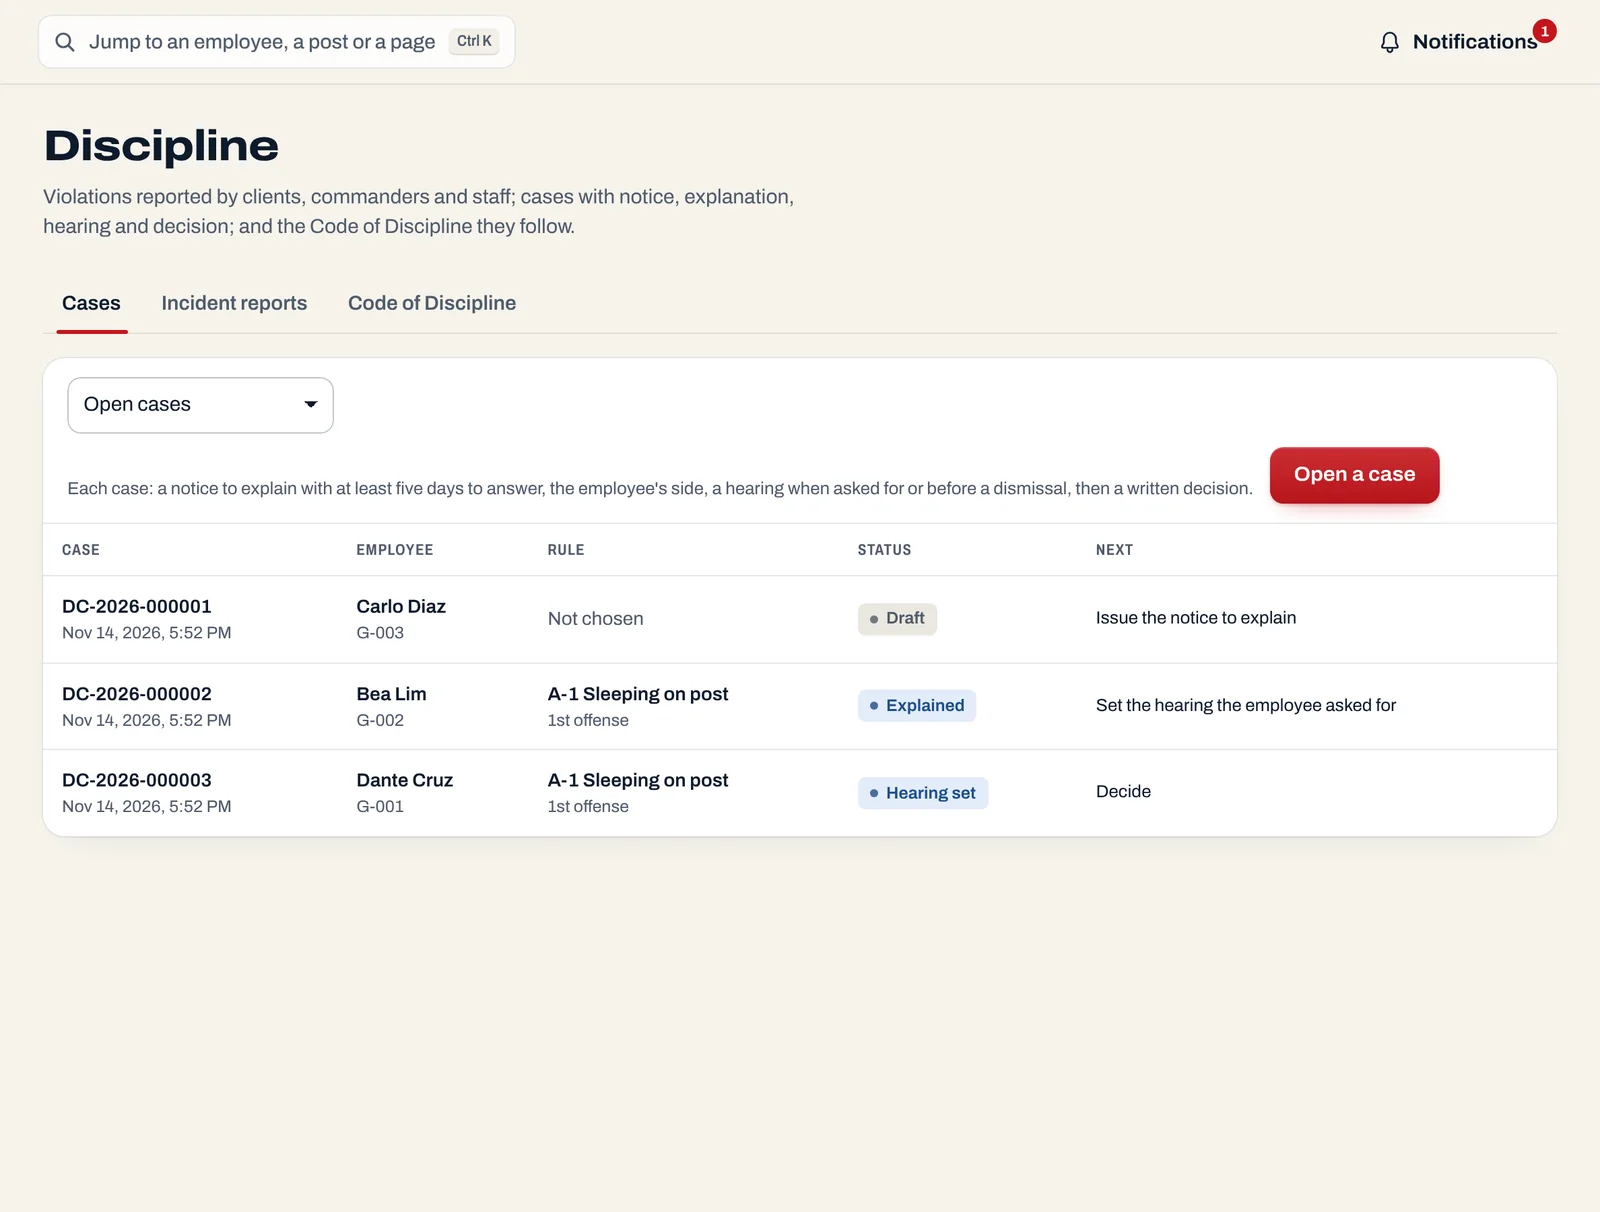 Jump to an employee, a post or a page Ctrl K
Notifications 1
Discipline
Violations reported by clients, commanders and staff; cases with notice, explanation,
hearing and decision; and the Code of Discipline they follow.
Cases Incident reports Code of Discipline
Open cases
Each case: a notice to explain with at least five days to answer, the employee's side, a hearing when asked for or before a dismissal, then a written decision.
Open a case
CASE EMPLOYEE RULE STATUS NEXT
DC-2026-000001 Carlo Diaz Not chosen Draft Issue the notice to explain
Nov 14, 2026, 5:52 PM G-003
DC-2026-000002 Bea Lim A-1 Sleeping on post Explained Set the hearing the employee asked for
Nov 14, 2026, 5:52 PM G-002 1st offense
DC-2026-000003 Dante Cruz A-1 Sleeping on post Hearing set Decide
Nov 14, 2026, 5:52 PM G-001 1st offense